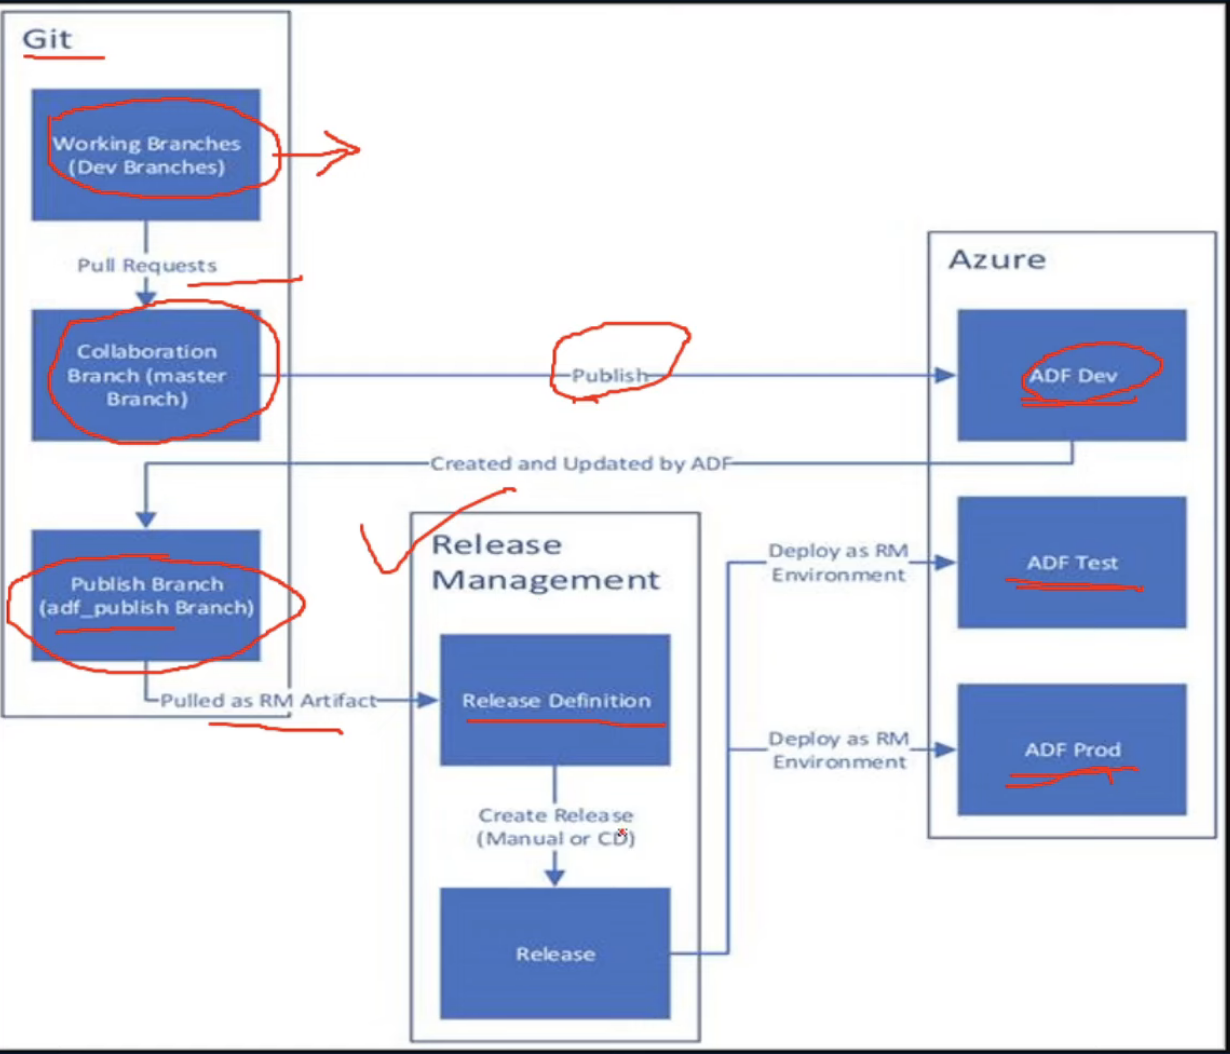 Git
Working Branches
(Dev Branches)
Pull Requests
Collaboration
Branch (master
Branch)
Publish
Azure
ADF Dev
Created and Updated by ADF
Publish Branch
(adf_publish Branch)
Pulled as RM Artifact
Release
Management
Release Definition
Create Release
(Manual or CD)
Release
Deploy as RM
Environment
ADF Test
Deploy as RM
Environment
ADF Prod